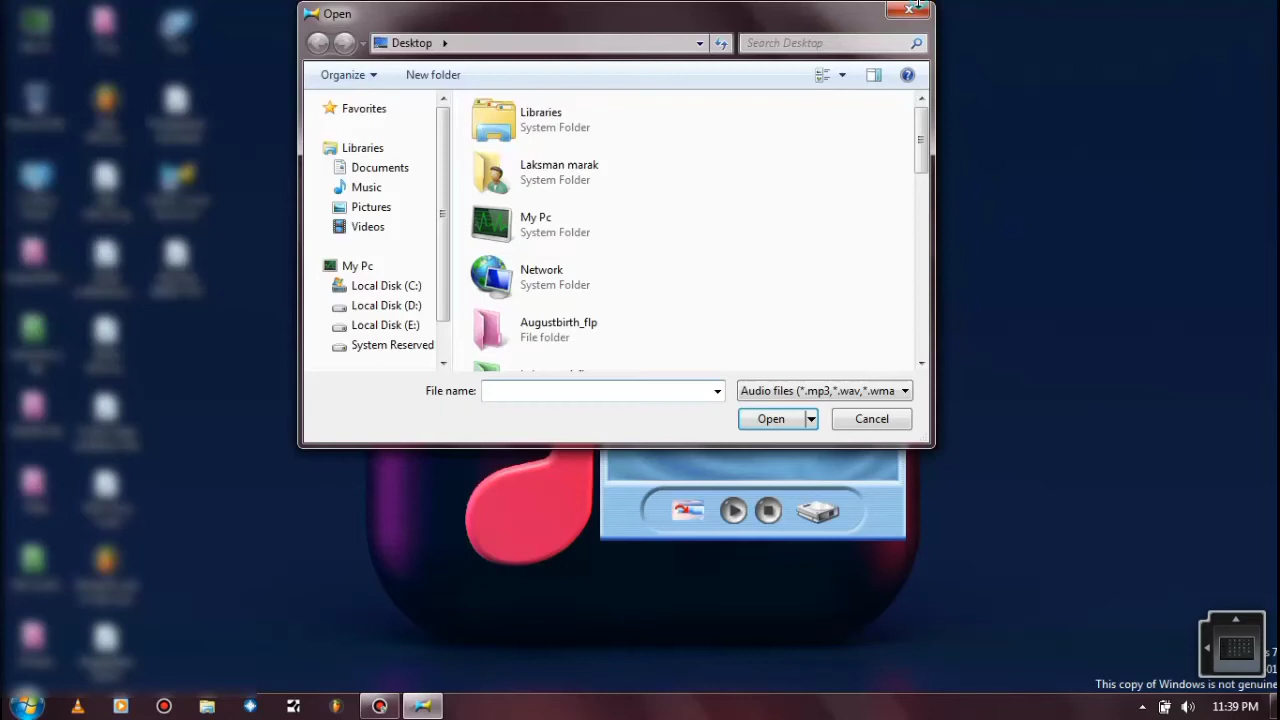 Open
Desktop
Search Desktop
Organize
New folder
Favorites
Libraries
Documents
Music
Pictures
Videos
My Pc
Local Disk (C:)
Local Disk (D:)
Local Disk (E:)
System Reserved
Libraries
System Folder
Laksman marak
System Folder
My Pc
System Folder
Network
System Folder
Augustbirth_flp
File folder
File name:
Audio files (*.mp3,*.wav,*.wma
Open
Cancel
s 7
01
This copy of Windows is not genuine
11:39 PM